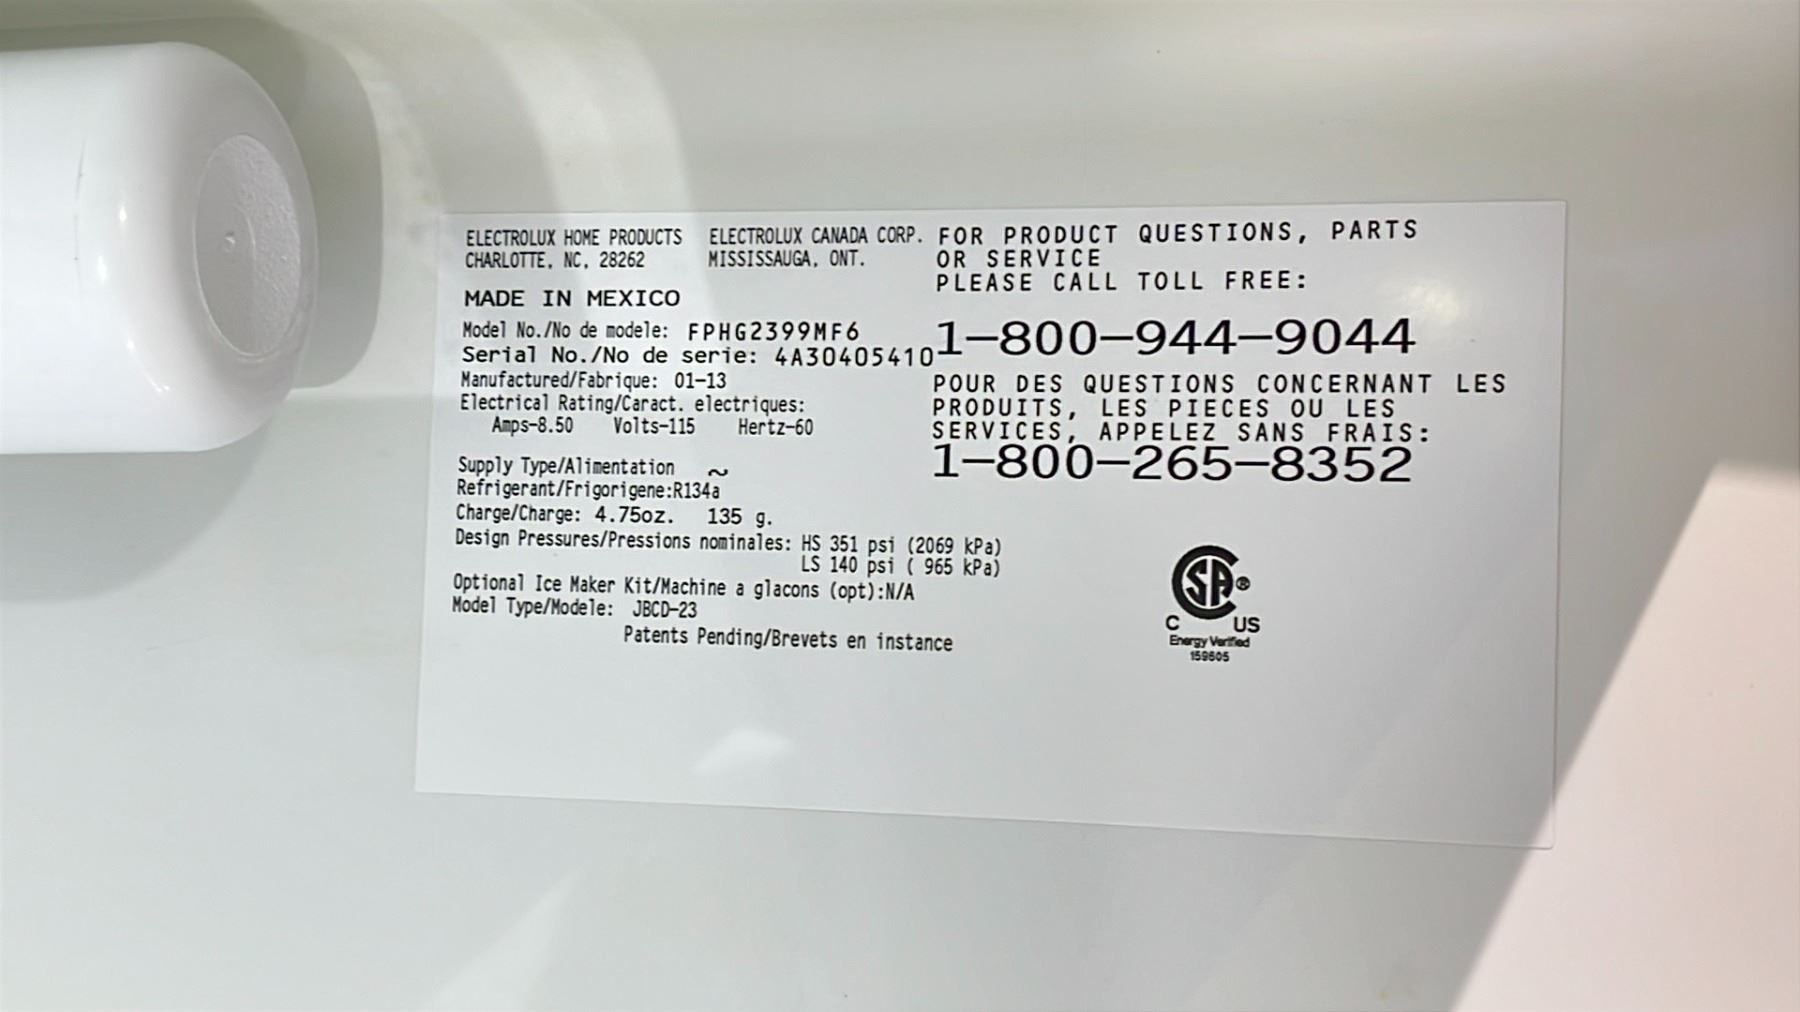 ELECTROLUX HOME PRODUCTS
CHARLOTTE, NC, 28262
ELECTROLUX CANADA CORP.
MISSISSAUGA, ONT.
MADE IN MEXICO
Model No./No de modele: FPHG2399MF6
Serial No./No de serie: 4A30405410
Manufactured/Fabrique: 01-13
Electrical Rating/Caract. electriques:
Amps-8.50 Volts-115 Hertz-60
Supply Type/Alimentation ~
Refrigerant/Frigorigene:R134a
Charge/Charge: 4.75oz. 135 g.
Design Pressures/Pressions nominales: HS 351 psi (2069 kPa)
LS 140 psi ( 965 kPa)
Optional Ice Maker Kit/Machine a glacons (opt):N/A
Model Type/Modele: JBCD-23
Patents Pending/Brevets en instance
FOR PRODUCT QUESTIONS, PARTS
OR SERVICE
PLEASE CALL TOLL FREE:
1-800-944-9044
POUR DES QUESTIONS CONCERNANT LES
PRODUITS, LES PIECES OU LES
SERVICES, APPELEZ SANS FRAIS:
1-800-265-8352
CSA®
C US
Energy Verified
159605